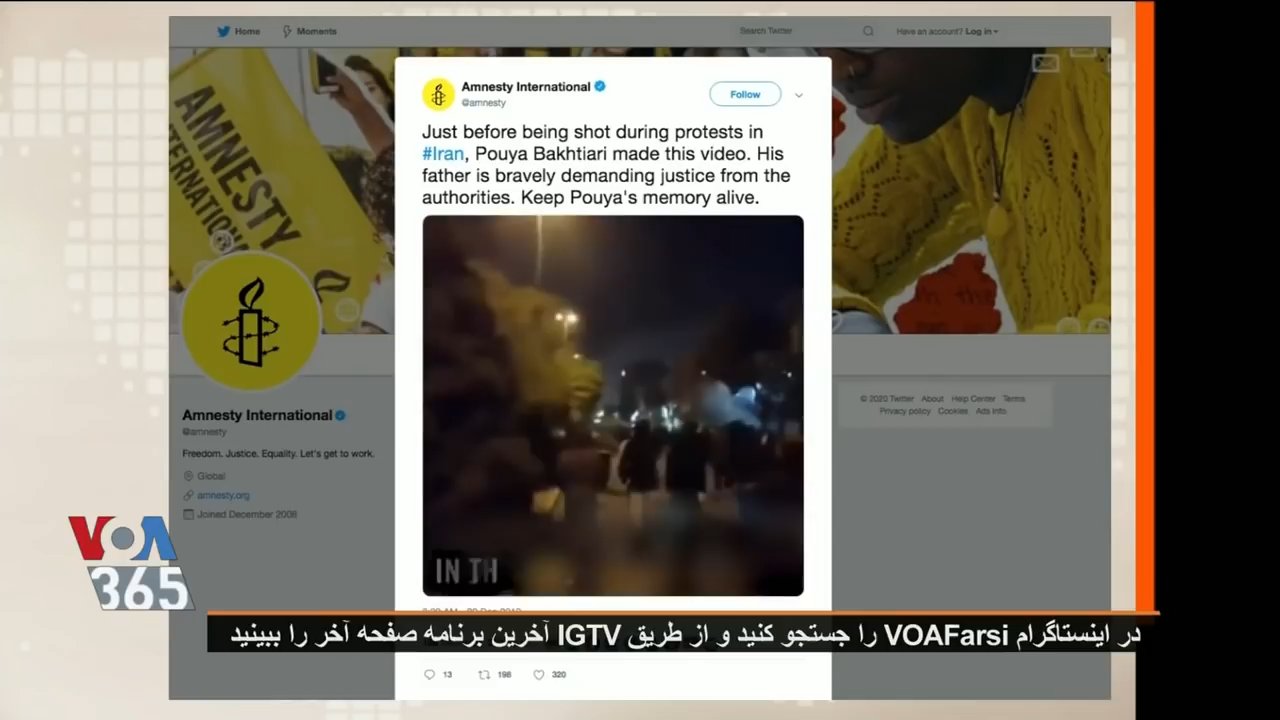 Home
Moments
Search Twitter
Have an account? Log in
AMNESTY
INTERNATIONAL
Amnesty International
@amnesty
Follow
Just before being shot during protests in
#Iran, Pouya Bakhtiari made this video. His
father is bravely demanding justice from the
authorities. Keep Pouya's memory alive.
IN TH
Amnesty International
@amnesty
Freedom. Justice. Equality. Let's get to work.
Global
amnesty.org
Joined December 2008
© 2020 Twitter About Help Center Terms
Privacy policy Cookies Ads info
VOA
365
در اینستاگرام VOAFarsi را جستجو کنید و از طریق IGTV آخرین برنامه صفحه آخر را ببینید
13 198 320